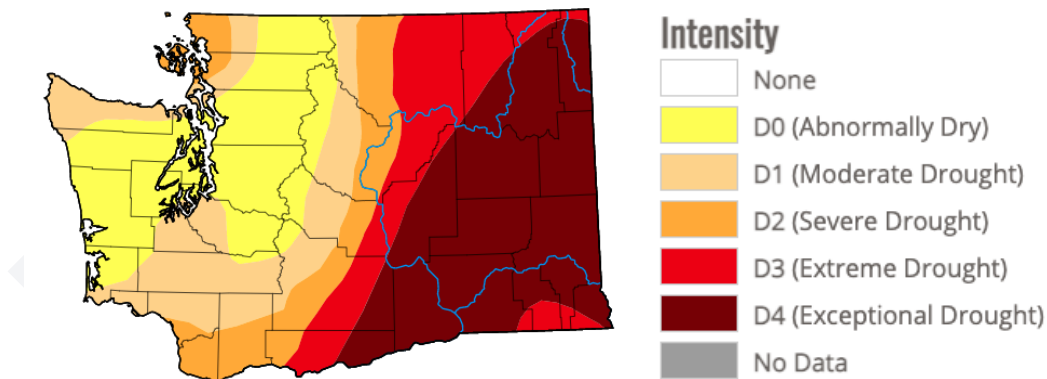 Intensity
None
D0 (Abnormally Dry)
D1 (Moderate Drought)
D2 (Severe Drought)
D3 (Extreme Drought)
D4 (Exceptional Drought)
No Data